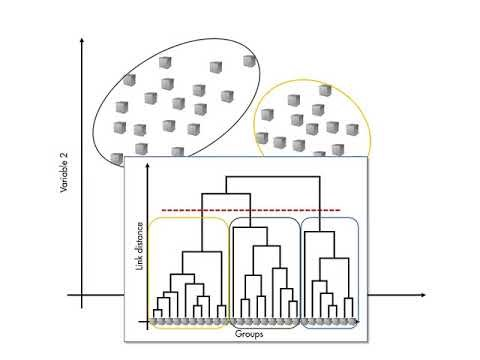 Variable 2
Link distance
Groups